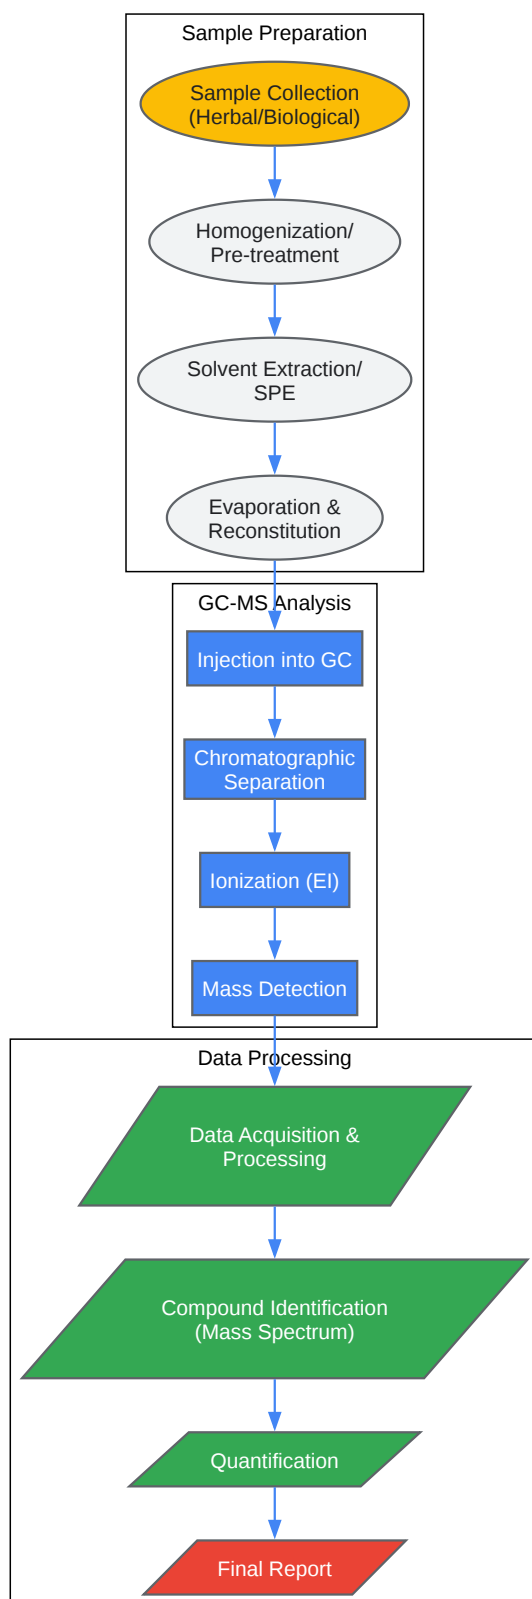 Sample Preparation
Sample Collection
(Herbal/Biological)
Homogenization/
Pre-treatment
Solvent Extraction/
SPE
Evaporation &
Reconstitution
GC-MS Analysis
Injection into GC
Chromatographic
Separation
Ionization (EI)
Mass Detection
Data Processing
Data Acquisition &
Processing
Compound Identification
(Mass Spectrum)
Quantification
Final Report